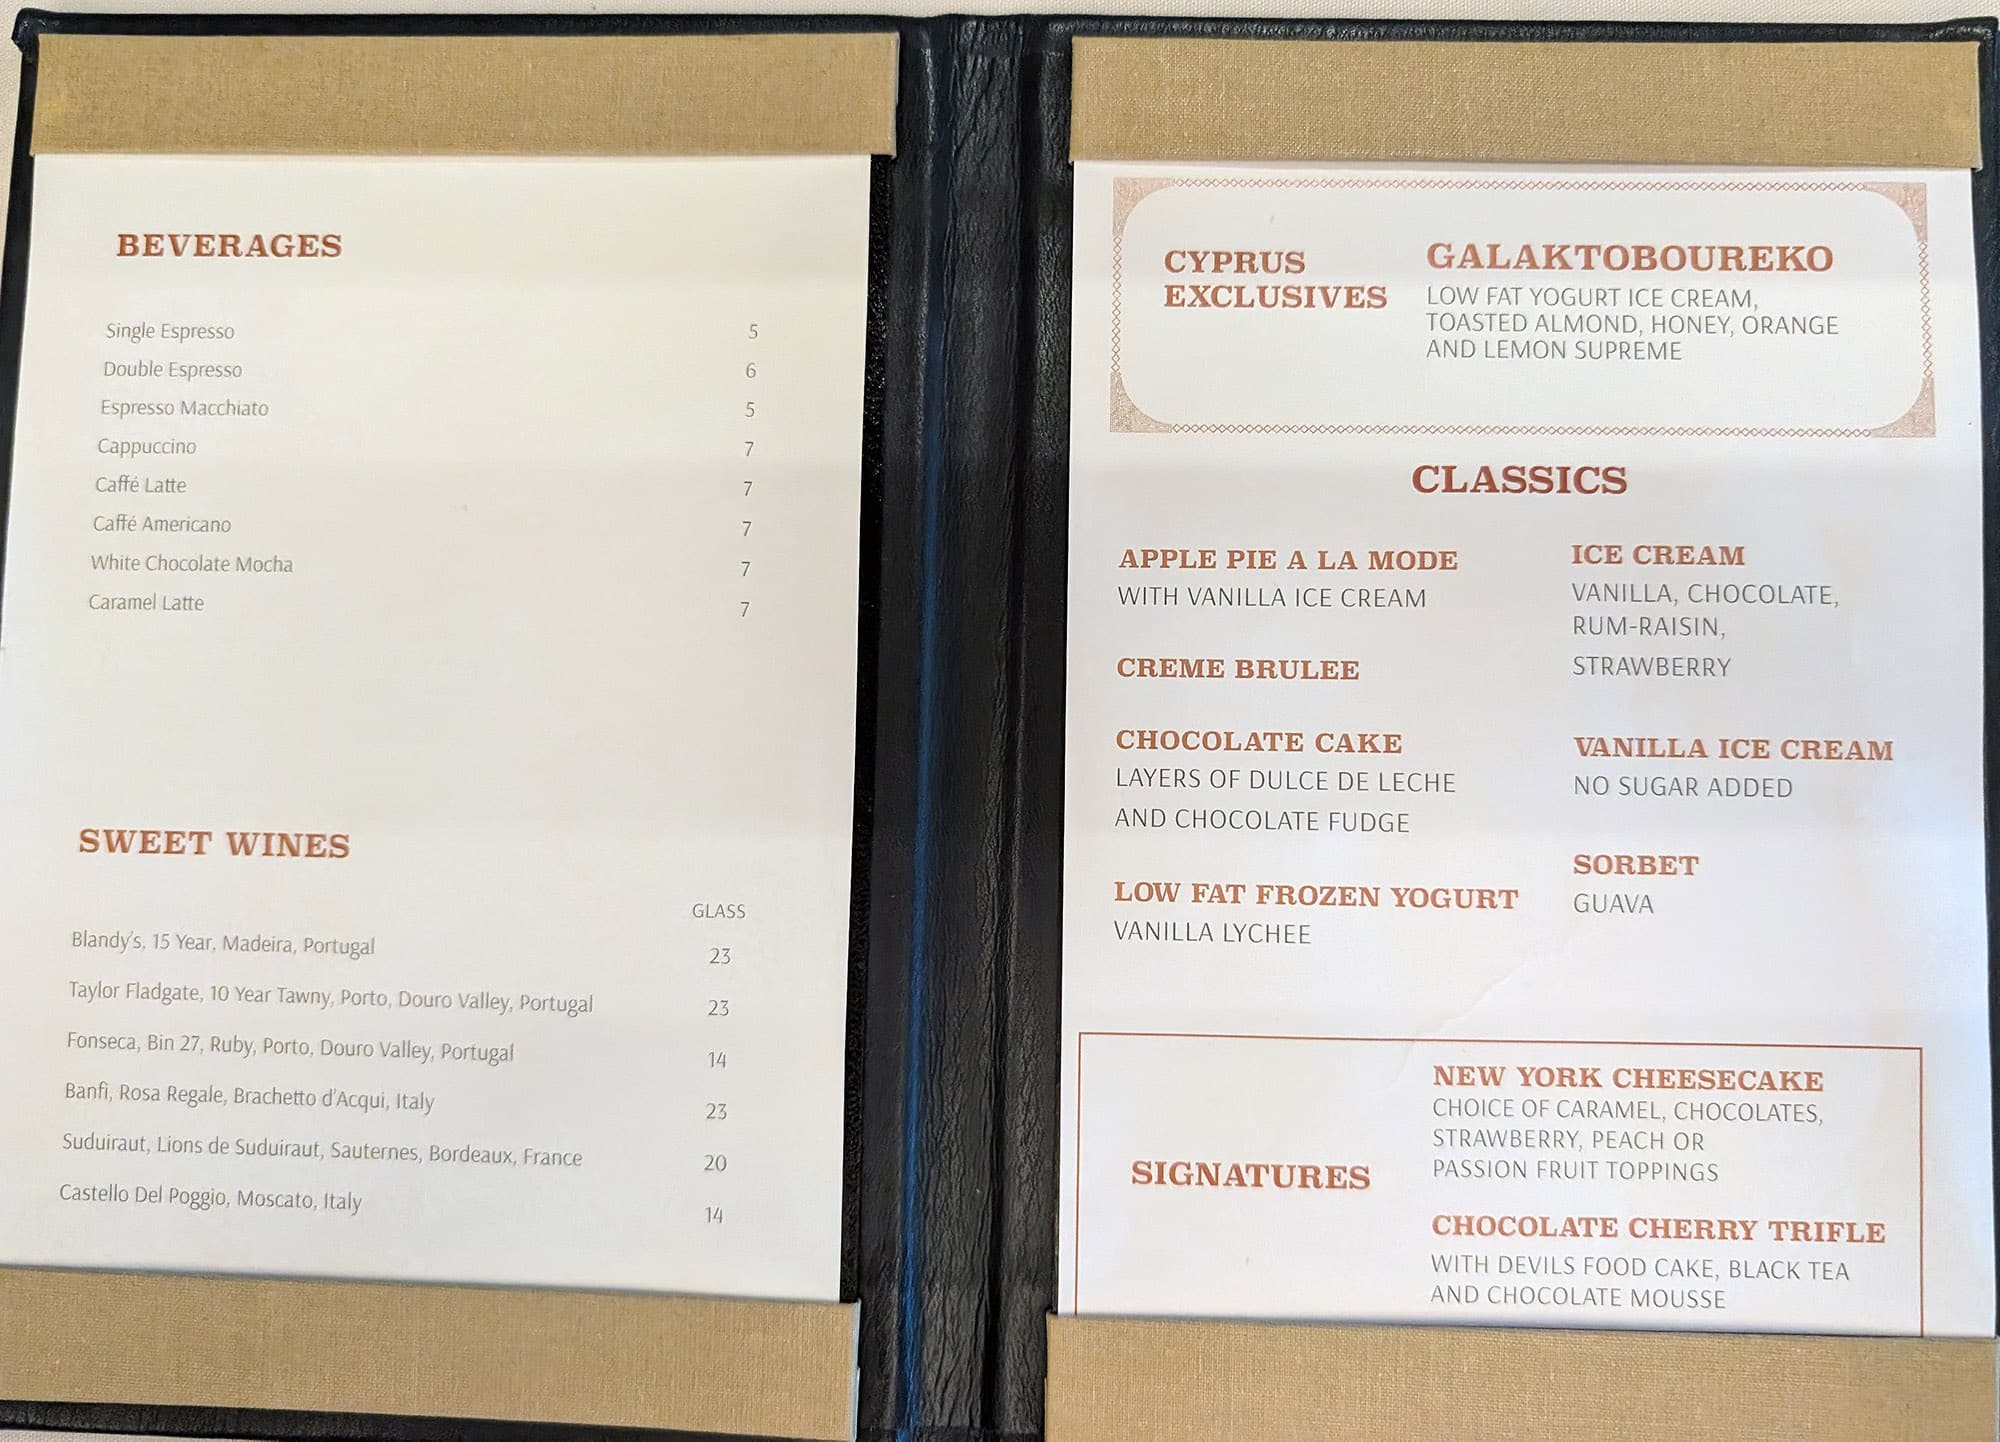 BEVERAGES
Single Espresso 5
Double Espresso 6
Espresso Macchiato 5
Cappuccino 7
Caffé Latte 7
Caffé Americano 7
White Chocolate Mocha 7
Caramel Latte 7
SWEET WINES
GLASS
Blandy's, 15 Year, Madeira, Portugal 23
Taylor Fladgate, 10 Year Tawny, Porto, Douro Valley, Portugal 23
Fonseca, Bin 27, Ruby, Porto, Douro Valley, Portugal 14
Banfi, Rosa Regale, Brachetto d'Acqui, Italy 23
Suduiraut, Lions de Suduiraut, Sauternes, Bordeaux, France 20
Castello Del Poggio, Moscato, Italy 14
CYPRUS
EXCLUSIVES
GALAKTOBOUREKO
LOW FAT YOGURT ICE CREAM,
TOASTED ALMOND, HONEY, ORANGE
AND LEMON SUPREME
CLASSICS
APPLE PIE A LA MODE
WITH VANILLA ICE CREAM
CREME BRULEE
CHOCOLATE CAKE
LAYERS OF DULCE DE LECHE
AND CHOCOLATE FUDGE
LOW FAT FROZEN YOGURT
VANILLA LYCHEE
ICE CREAM
VANILLA, CHOCOLATE,
RUM-RAISIN,
STRAWBERRY
VANILLA ICE CREAM
NO SUGAR ADDED
SORBET
GUAVA
SIGNATURES
NEW YORK CHEESECAKE
CHOICE OF CARAMEL, CHOCOLATES,
STRAWBERRY, PEACH OR
PASSION FRUIT TOPPINGS
CHOCOLATE CHERRY TRIFLE
WITH DEVILS FOOD CAKE, BLACK TEA
AND CHOCOLATE MOUSSE